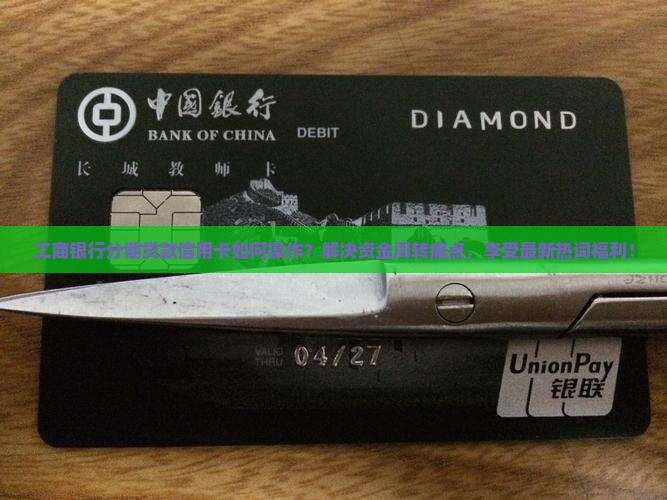 中國銀行
BANK OF CHINA DEBIT
DIAMOND
长城教师卡
工商银行分期贷款信用卡如何操作？解决资金周转痛点，享受最新热词福利！
VALID
THRU 04/27
UnionPay
银联